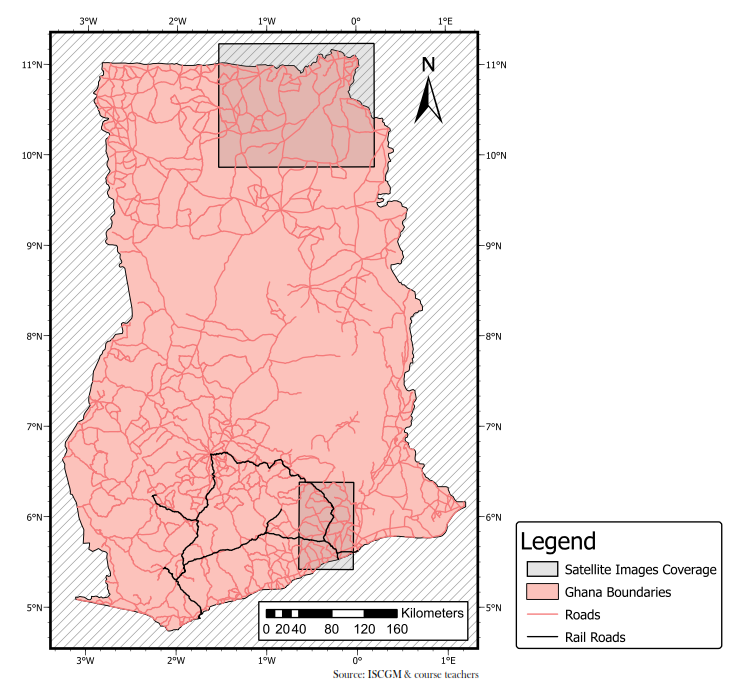 3°W 2°W 1°W 0° 1°E
11°N 11°N
N
10°N 10°N
9°N 9°N
8°N 8°N
7°N 7°N
6°N 6°N
5°N 5°N
Legend
Satellite Images Coverage
Ghana Boundaries
Roads
Rail Roads
Kilometers
0 20 40 80 120 160
3°W 2°W 1°W 0° 1°E
Source: ISCGM & course teachers